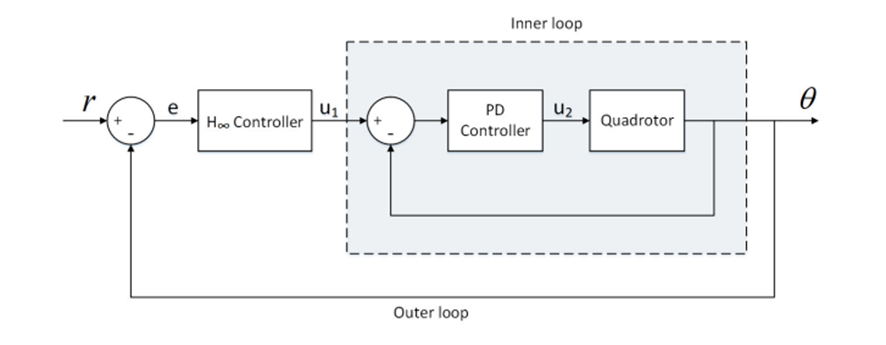 Inner loop
r
+
-
e
H∞ Controller
u₁
+
-
PD
Controller
u₂
Quadrotor
θ
Outer loop